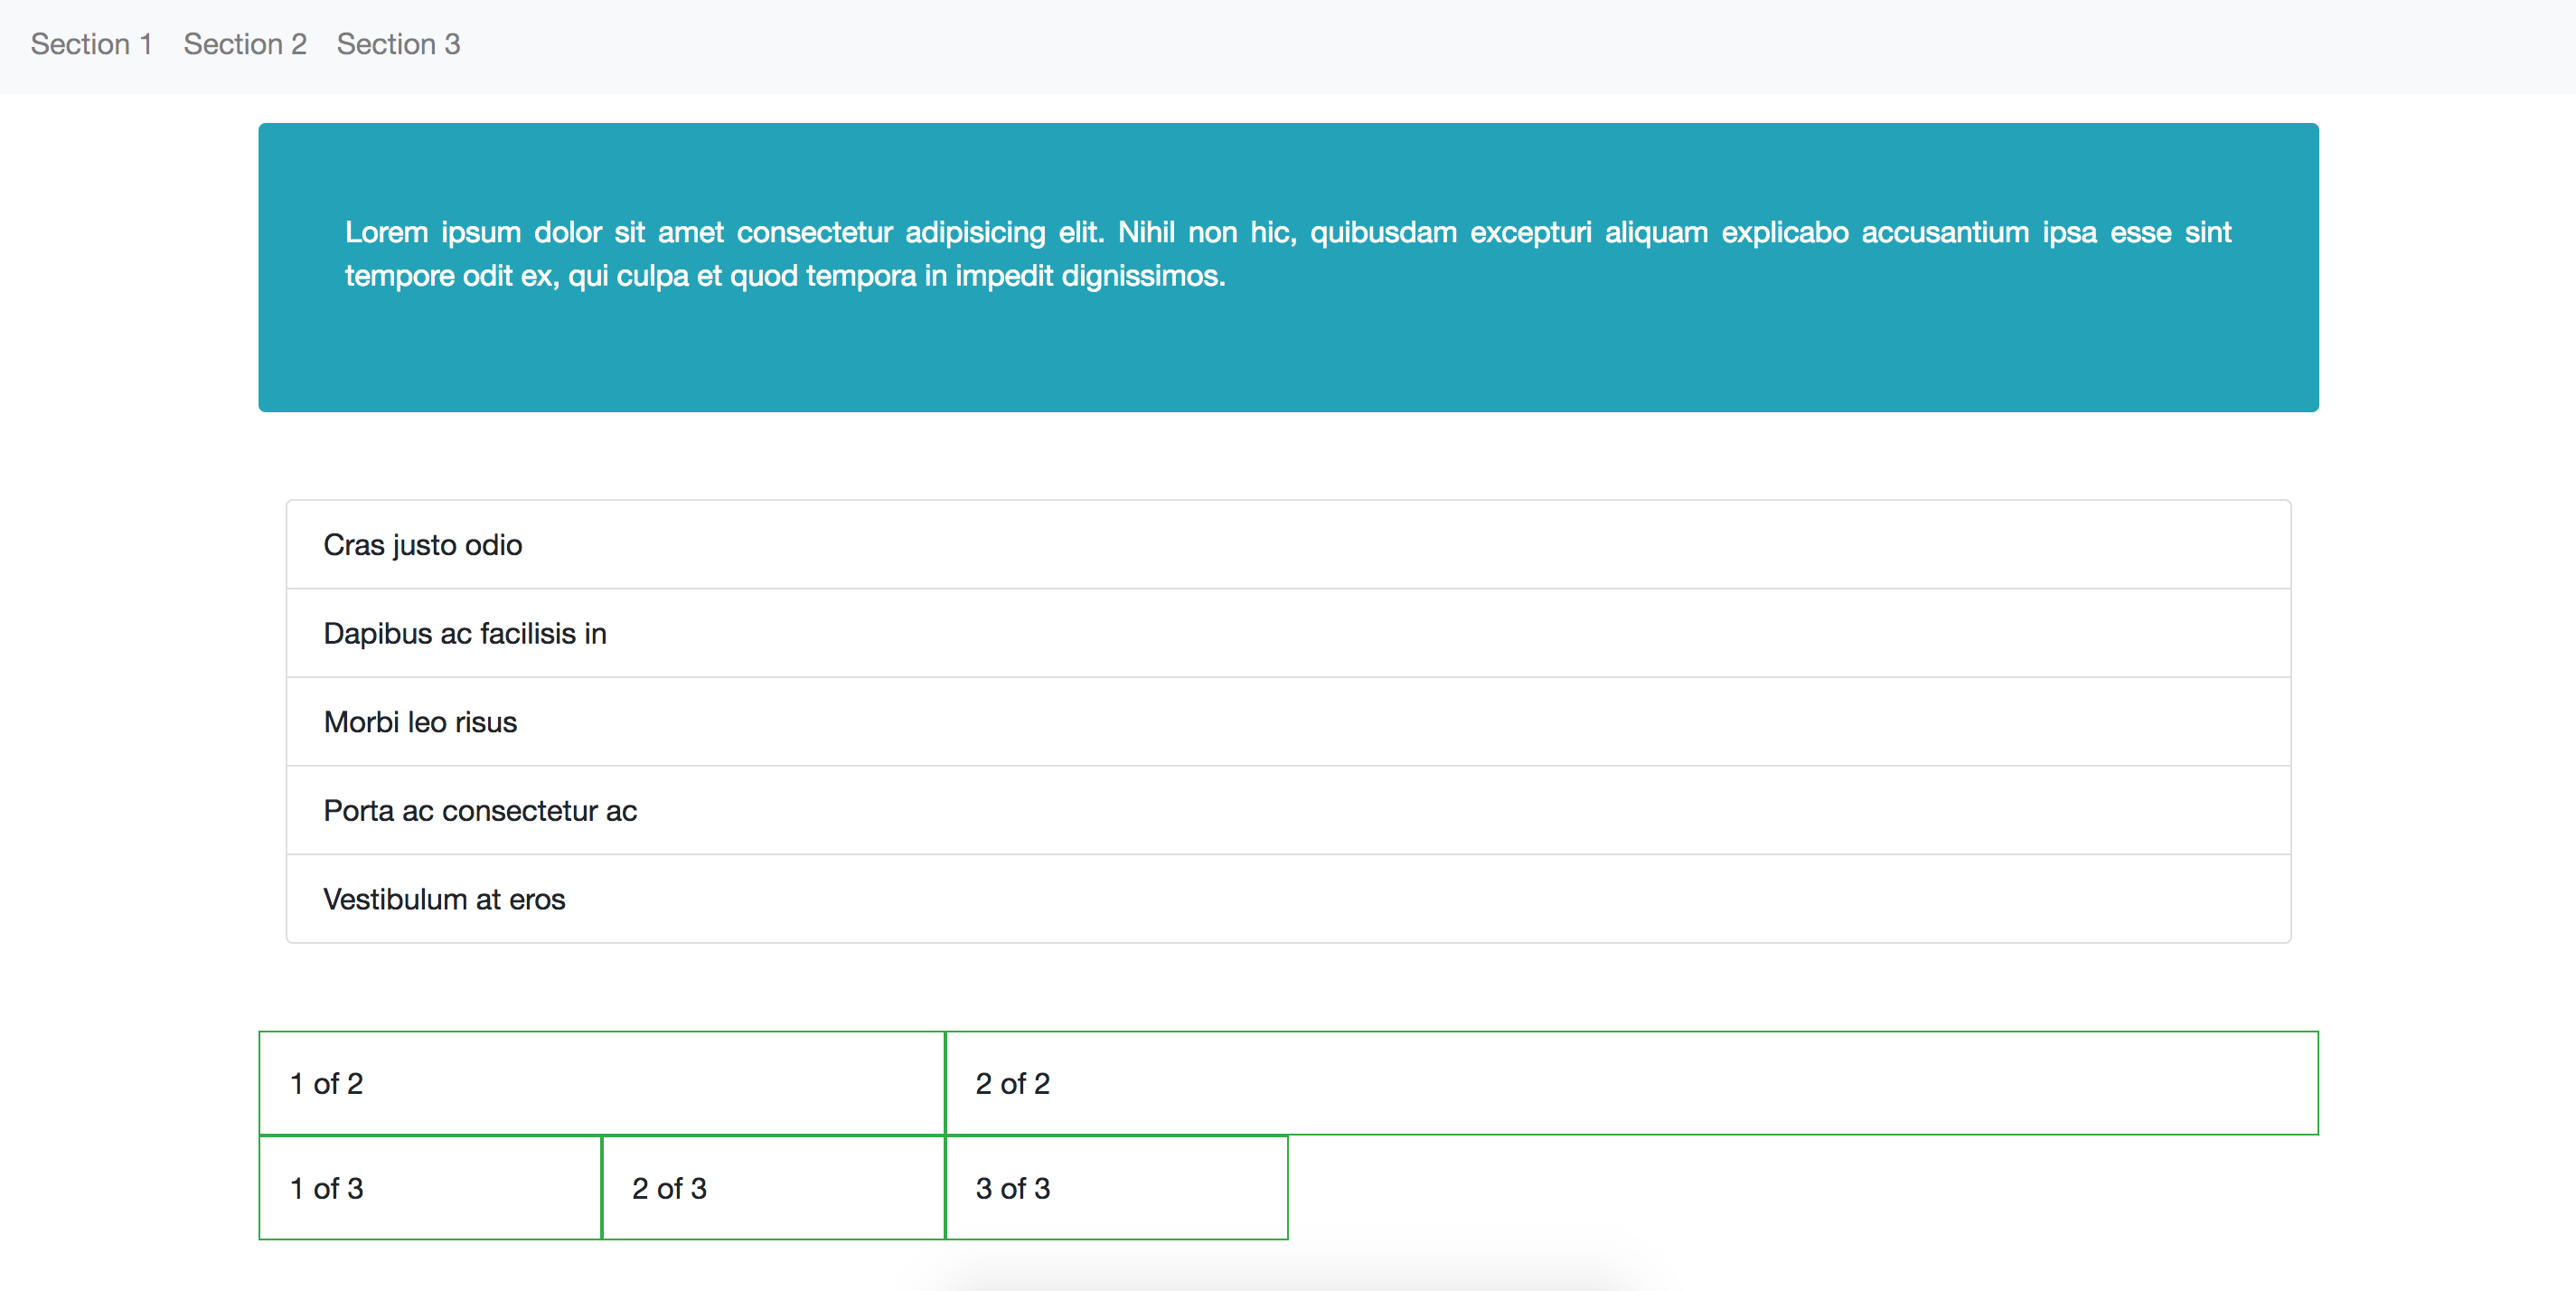 Section 1 Section 2 Section 3
Lorem ipsum dolor sit amet consectetur adipisicing elit. Nihil non hic, quibusdam excepturi aliquam explicabo accusantium ipsa esse sint
tempore odit ex, qui culpa et quod tempora in impedit dignissimos.
Cras justo odio
Dapibus ac facilisis in
Morbi leo risus
Porta ac consectetur ac
Vestibulum at eros
1 of 2 2 of 2
1 of 3 2 of 3 3 of 3